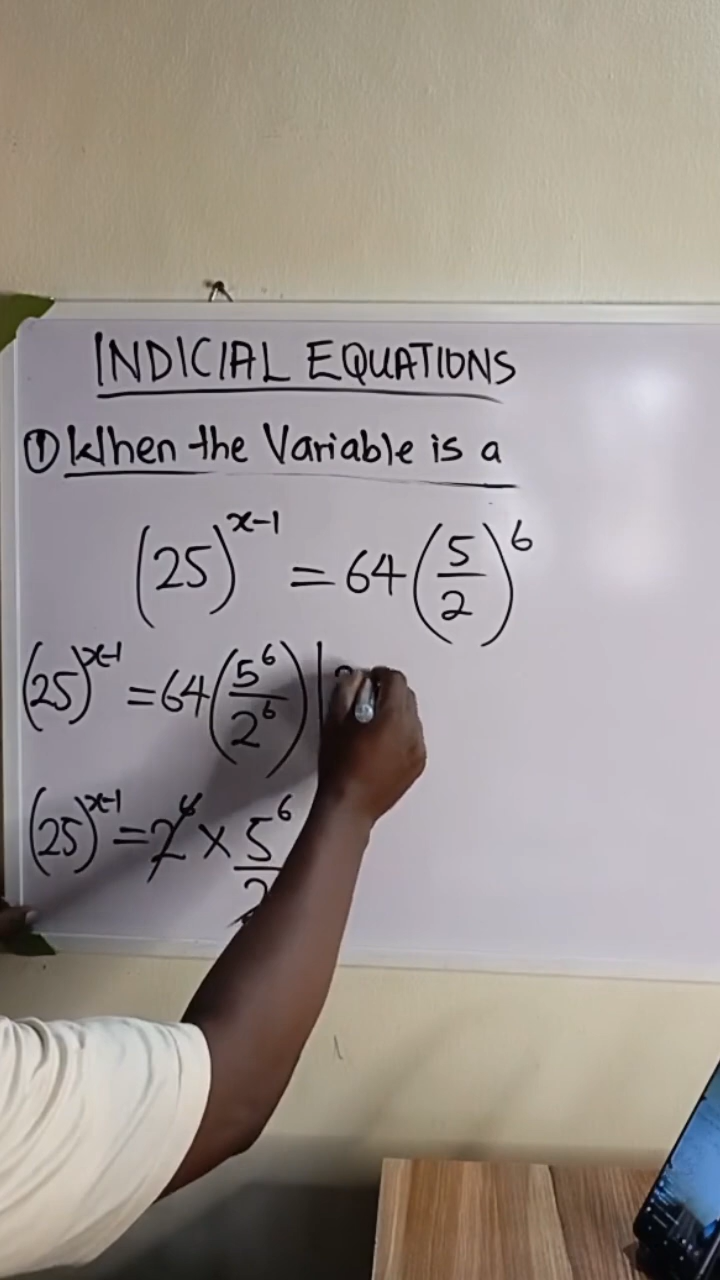 INDICIAL EQUATIONS
① When the Variable is a
(25)^(x-1) = 64(5/2)^6
(25)^(x-1) = 64(5^6/2^6)
(25)^(x-1) = 2^6 × 5^6/2